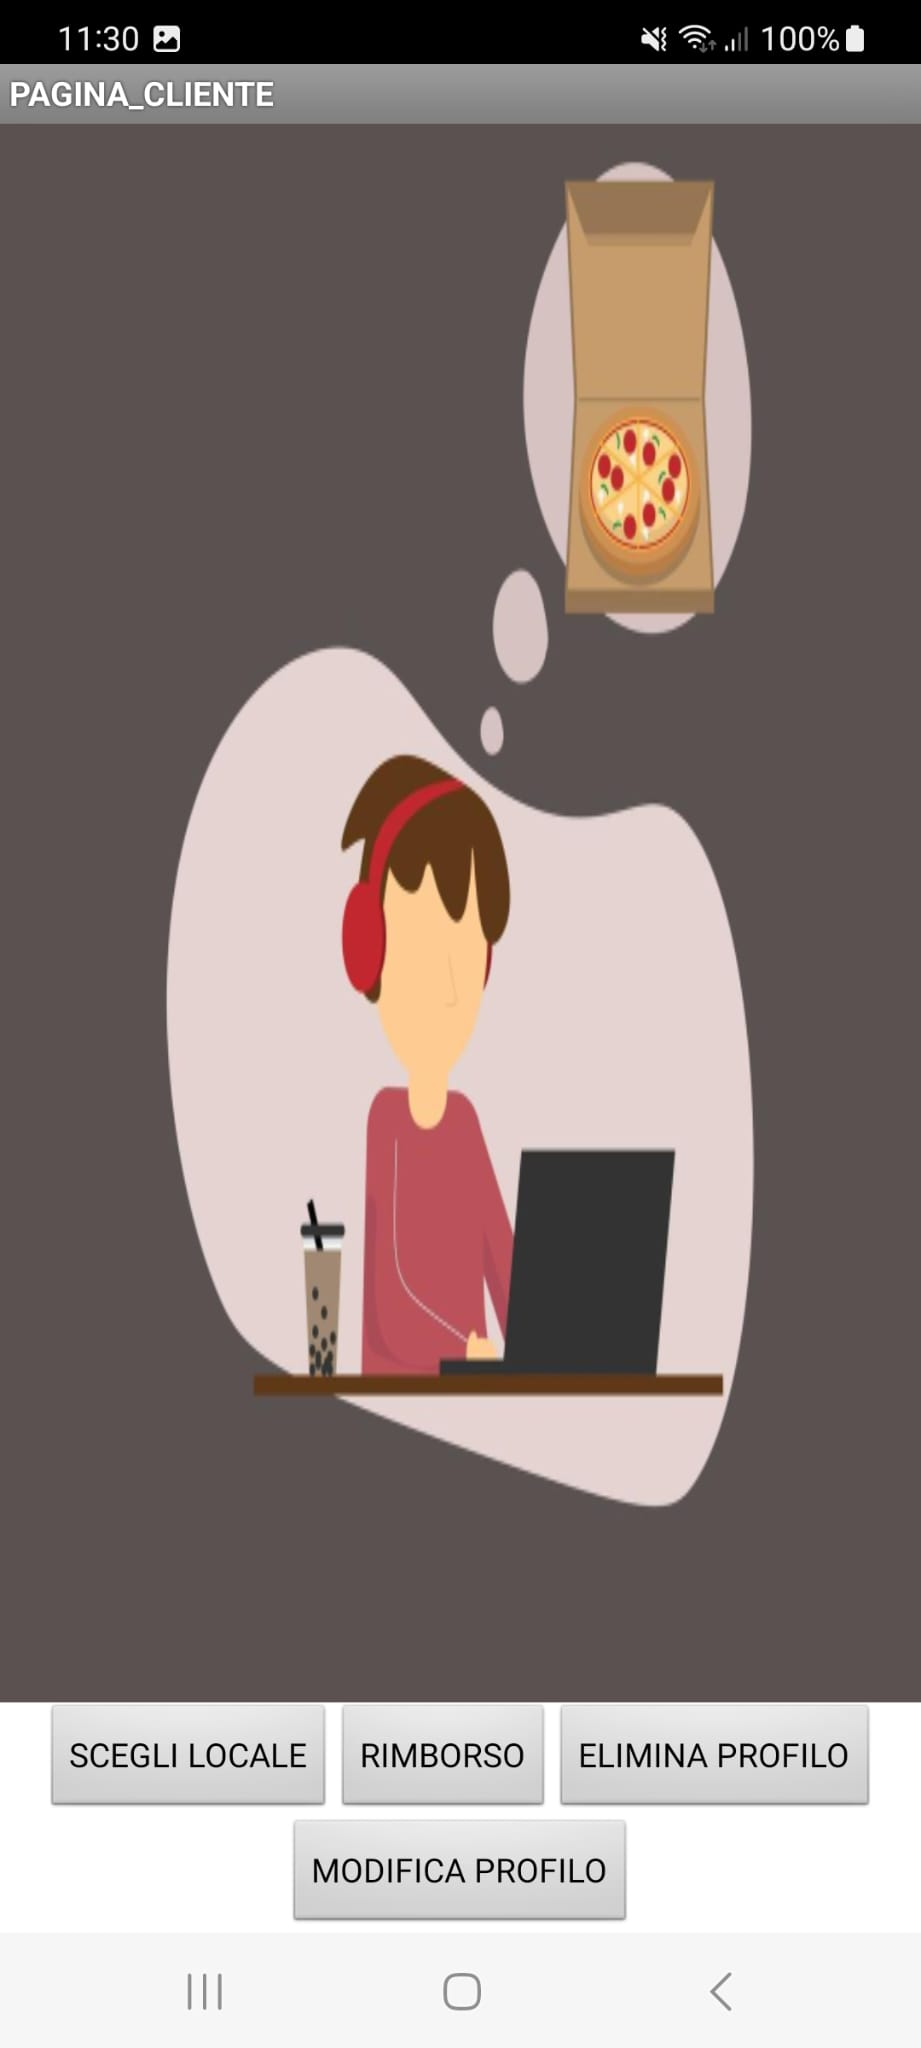 11:30 100%
PAGINA_CLIENTE
SCEGLI LOCALE RIMBORSO ELIMINA PROFILO
MODIFICA PROFILO